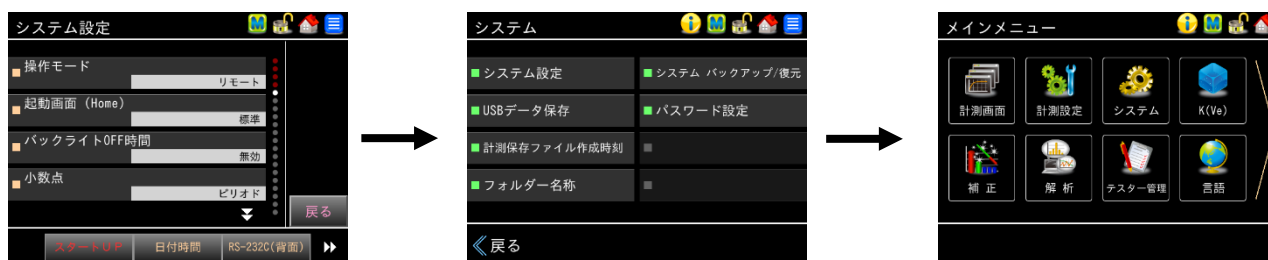 システム設定
操作モード
リモート
起動画面 (Home)
標準
バックライトOFF時間
無効
小数点
ピリオド
戻る
スタートUP
日付時間
RS-232C(背面)
システム
システム設定
システム バックアップ/復元
USBデータ保存
パスワード設定
計測保存ファイル作成時刻
フォルダー名称
戻る
メインメニュー
計測画面
計測設定
システム
K(Ve)
補 正
解 析
テスター管理
言語